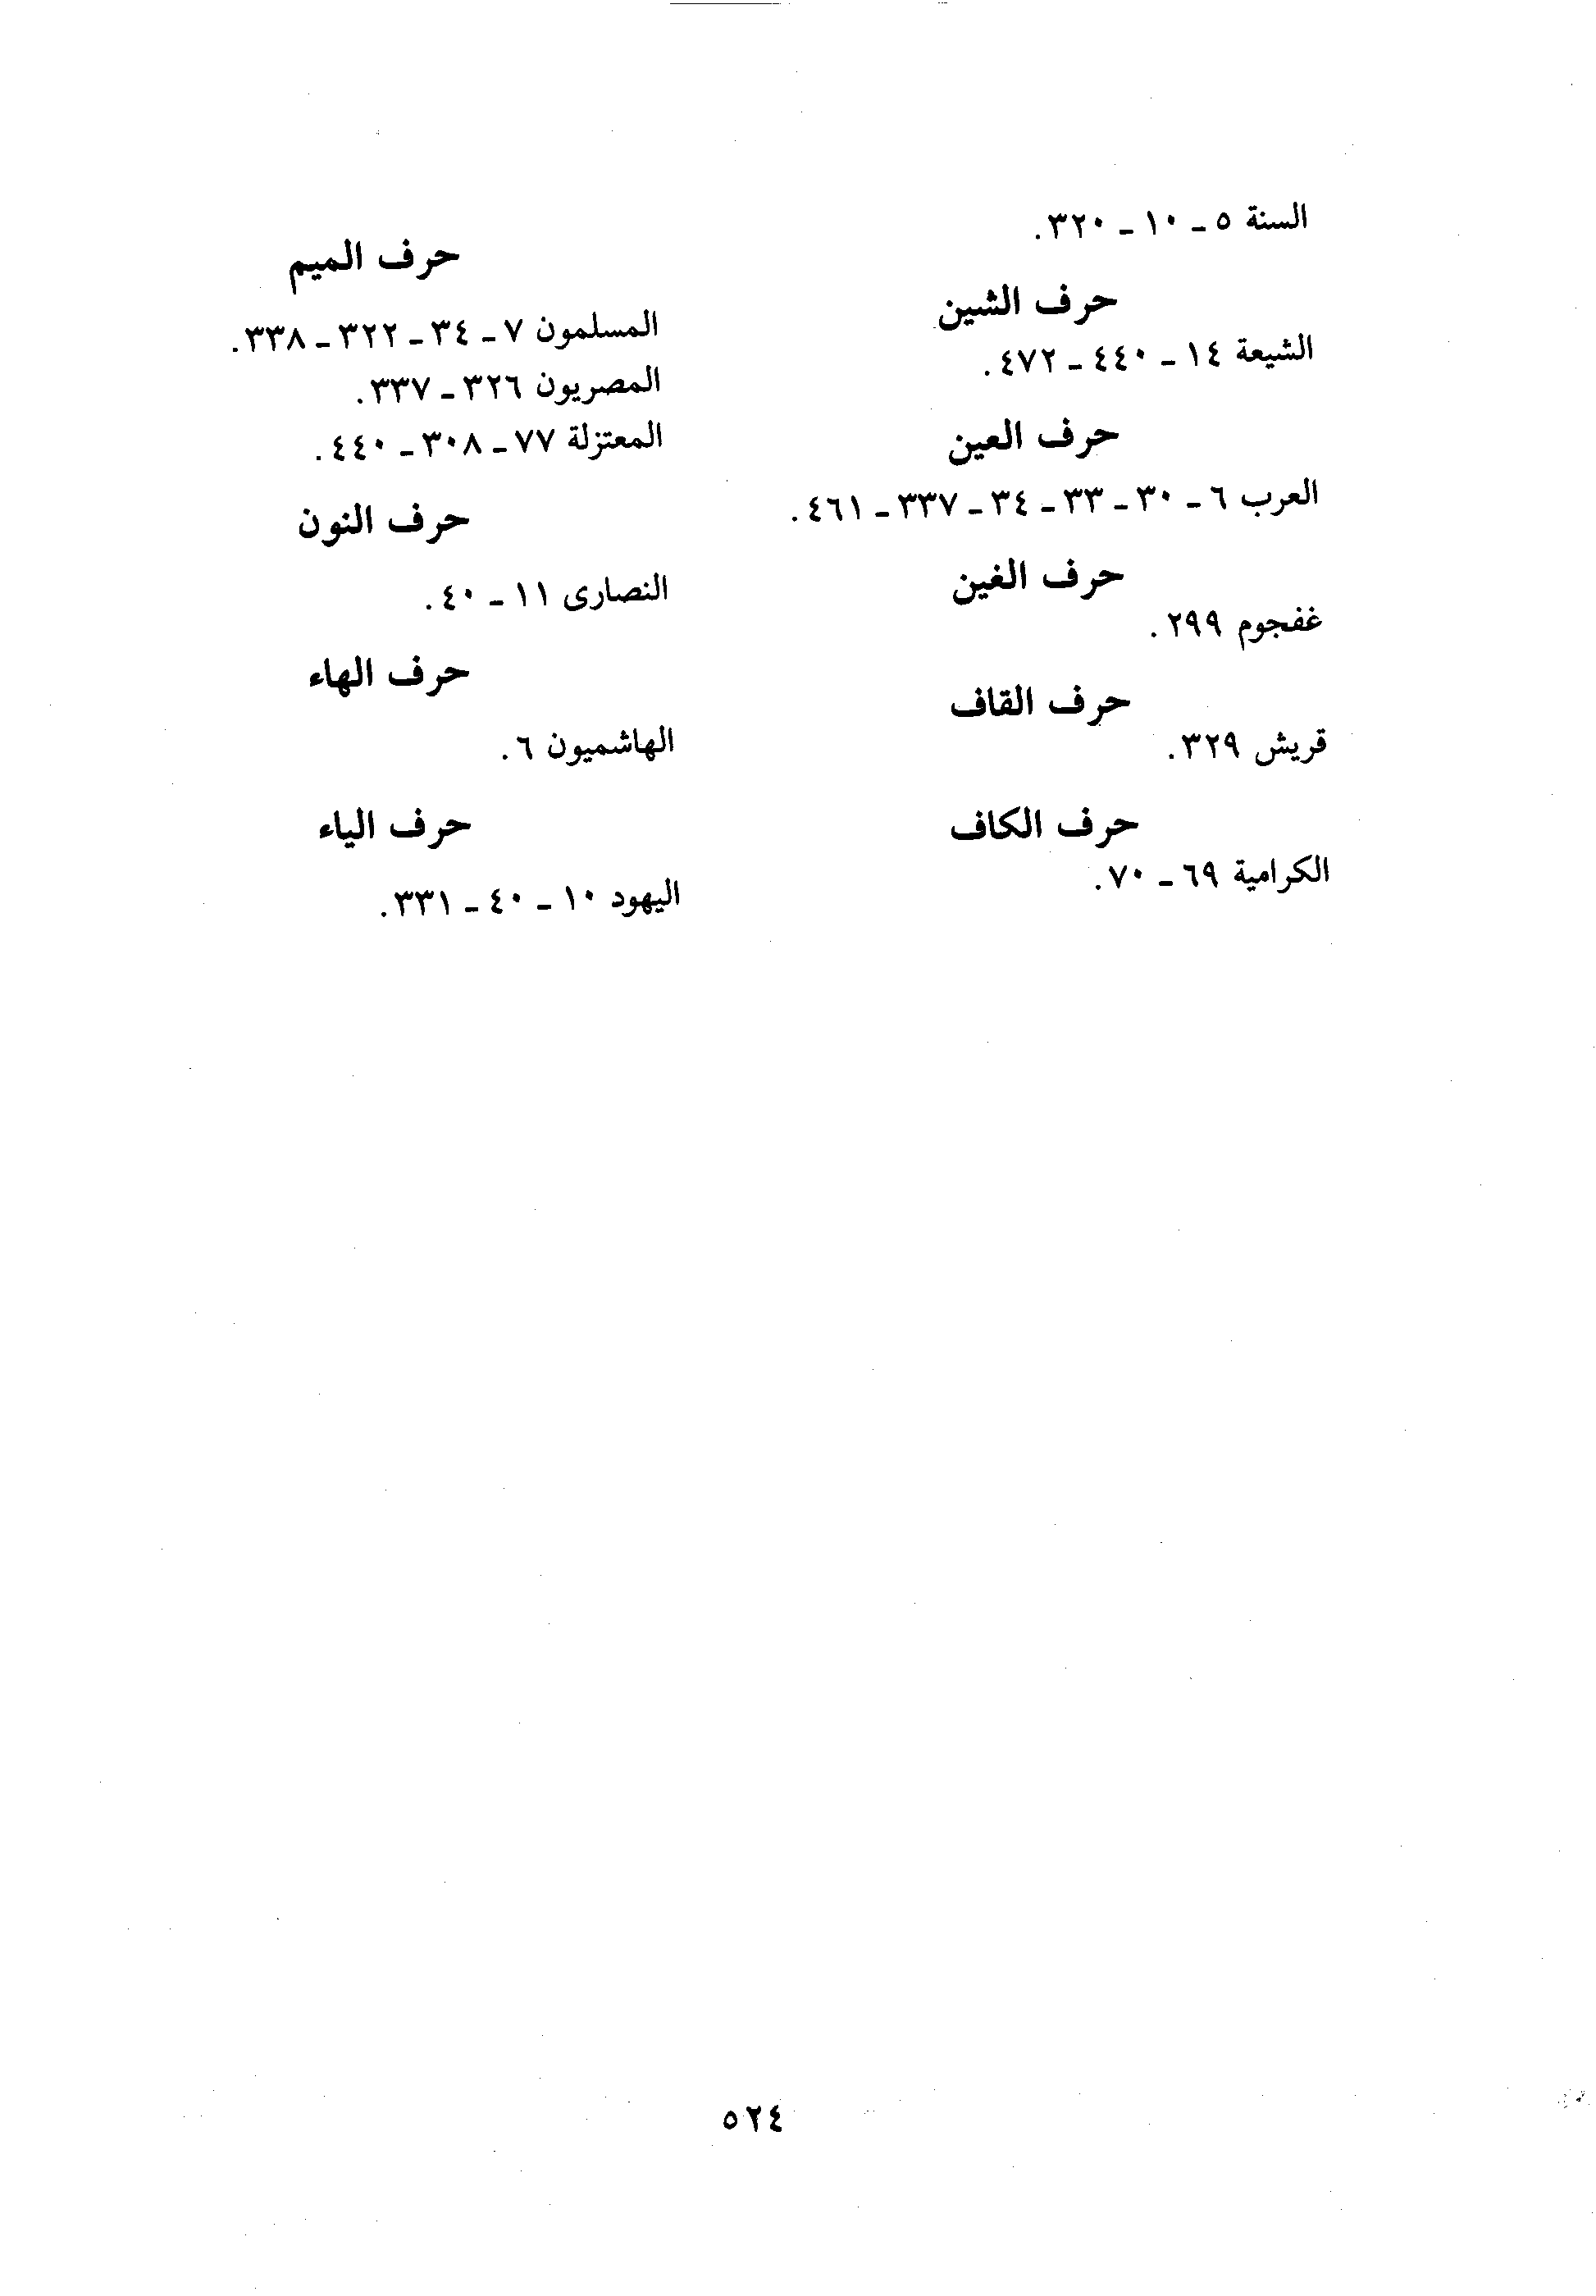 السنة ٥ ـ ١٠ ـ ٣٢٠.
حرف الشين
الشيعة ١٤ ـ ٤٤٠ ـ ٤٧٢.
حرف العين
العرب ٦ ـ ٣٠ ـ ٣٣ ـ ٣٤ ـ ٣٣٧ ـ ٤٦١.
حرف الغين
غفجوم ٢٩٩.
حرف القاف
قريش ٣٢٩.
حرف الكاف
الكرامية ٦٩ ـ ٧٠.
حرف الميم
المسلمون ٧ ـ ٣٤ ـ ٣٢٢ ـ ٣٣٨.
المصريون ٣٢٦ ـ ٣٣٧.
المعتزلة ٧٧ ـ ٣٠٨ ـ ٤٤٠.
حرف النون
النصارى ١١ ـ ٤٠.
حرف الهاء
الهاشميون ٦.
حرف الياء
اليهود ١٠ ـ ٤٠ ـ ٣٣١.
٥٢٤